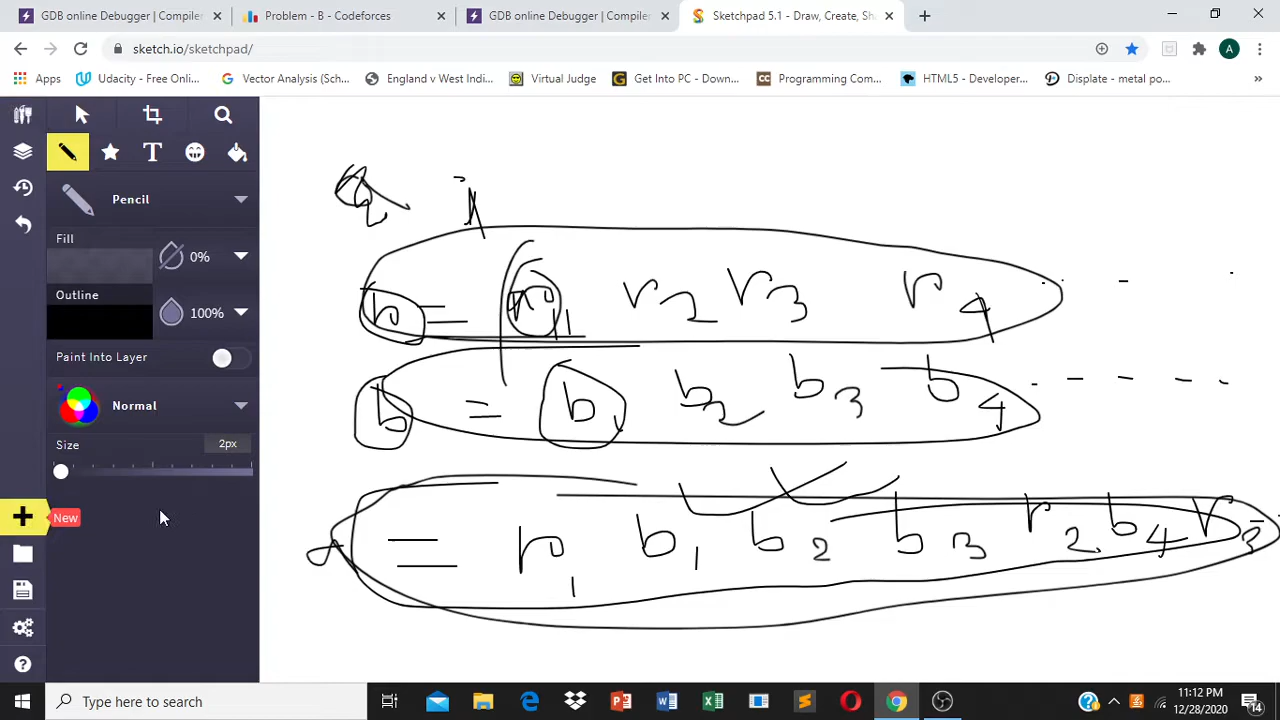 GDB online Debugger | Compiler
Problem - B - Codeforces
GDB online Debugger | Compiler
Sketchpad 5.1 - Draw, Create, Sh
sketch.io/sketchpad/
A
Apps
Udacity - Free Onli...
Vector Analysis (Sch...
England v West Indi...
Virtual Judge
Get Into PC - Down...
Programming Com...
HTML5 - Developer...
Displate - metal po...
»
Pencil
Fill
0%
Outline
100%
Paint Into Layer
Normal
Size
2px
New
r = r1 r2 r3 r4 . - .
b = b1 b2 b3 b4 - - - - -
= r1 b1 b2 b3 r2 b4 r3
Type here to search
11:12 PM
12/28/2020
14